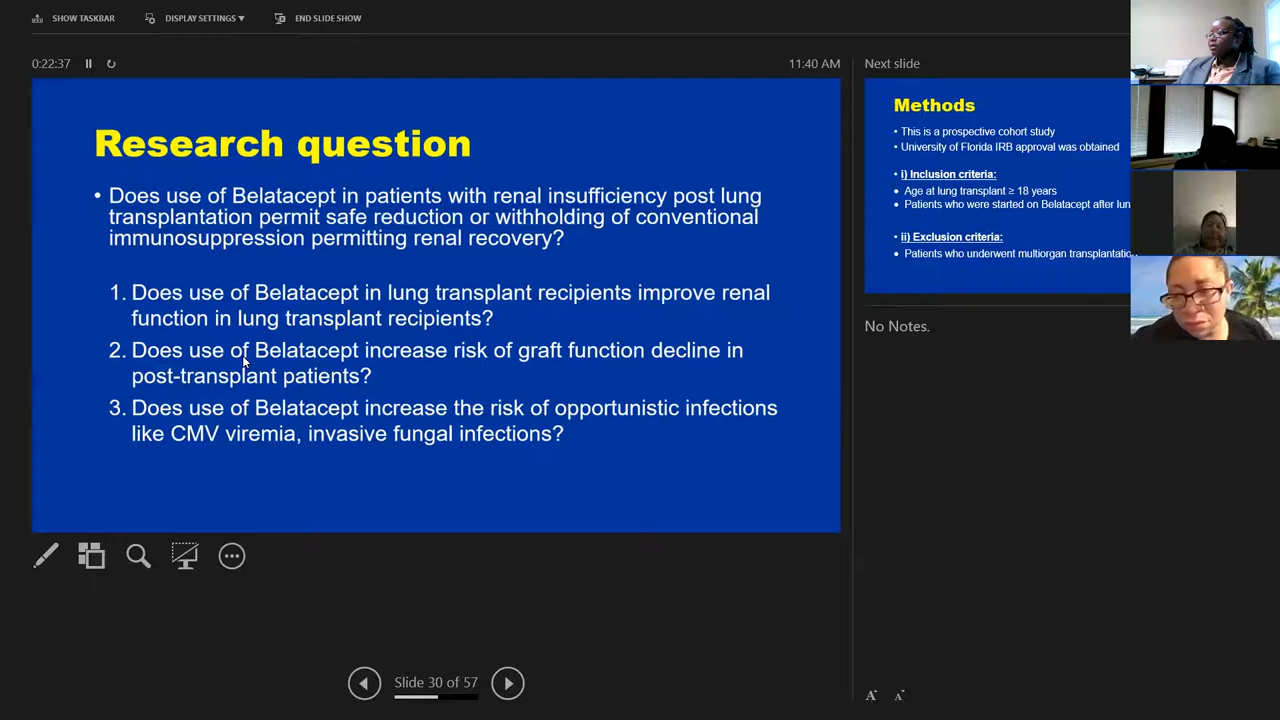 SHOW TASKBAR
DISPLAY SETTINGS ▼
END SLIDE SHOW
0:22:37
11:40 AM
Research question
• Does use of Belatacept in patients with renal insufficiency post lung
transplantation permit safe reduction or withholding of conventional
immunosuppression permitting renal recovery?
1. Does use of Belatacept in lung transplant recipients improve renal
function in lung transplant recipients?
2. Does use of Belatacept increase risk of graft function decline in
post-transplant patients?
3. Does use of Belatacept increase the risk of opportunistic infections
like CMV viremia, invasive fungal infections?
Slide 30 of 57
Next slide
Methods
• This is a prospective cohort study
• University of Florida IRB approval was obtained
i) Inclusion criteria:
• Age at lung transplant ≥ 18 years
• Patients who were started on Belatacept after lun
ii) Exclusion criteria:
• Patients who underwent multiorgan transplantation
No Notes.
A A